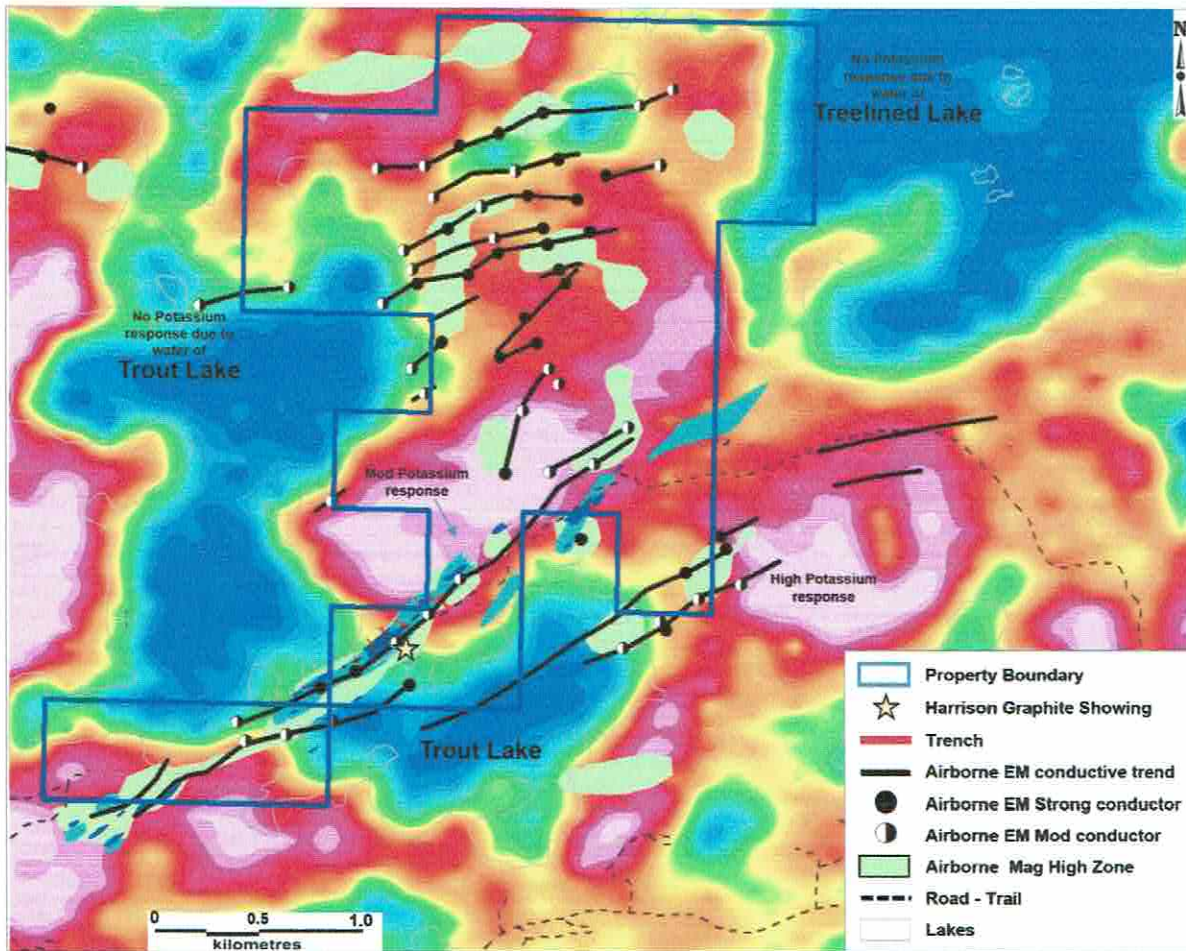 N
No Potassium
response due to
water of
Treelined Lake
No Potassium
response due to
water of
Trout Lake
Mod Potassium
response
High Potassium
response
Trout Lake
Property Boundary
Harrison Graphite Showing
Trench
Airborne EM conductive trend
Airborne EM Strong conductor
Airborne EM Mod conductor
Airborne Mag High Zone
Road - Trail
Lakes
0 0.5 1.0
kilometres